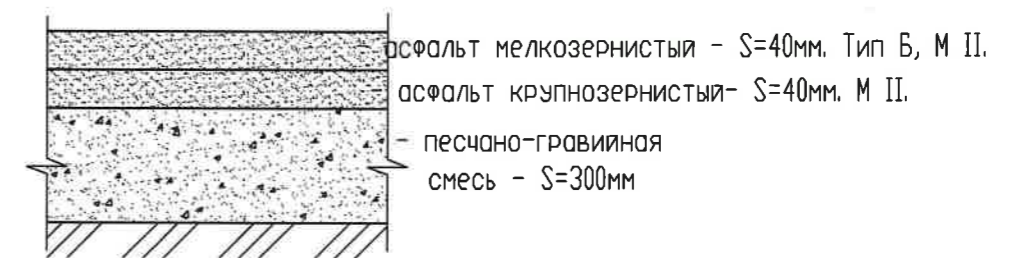 - асфальт мелкозернистый - S=40мм. Тип Б, М II.
- асфальт крупнозернистый- S=40мм. М II.
- песчано-гравийная
смесь - S=300мм